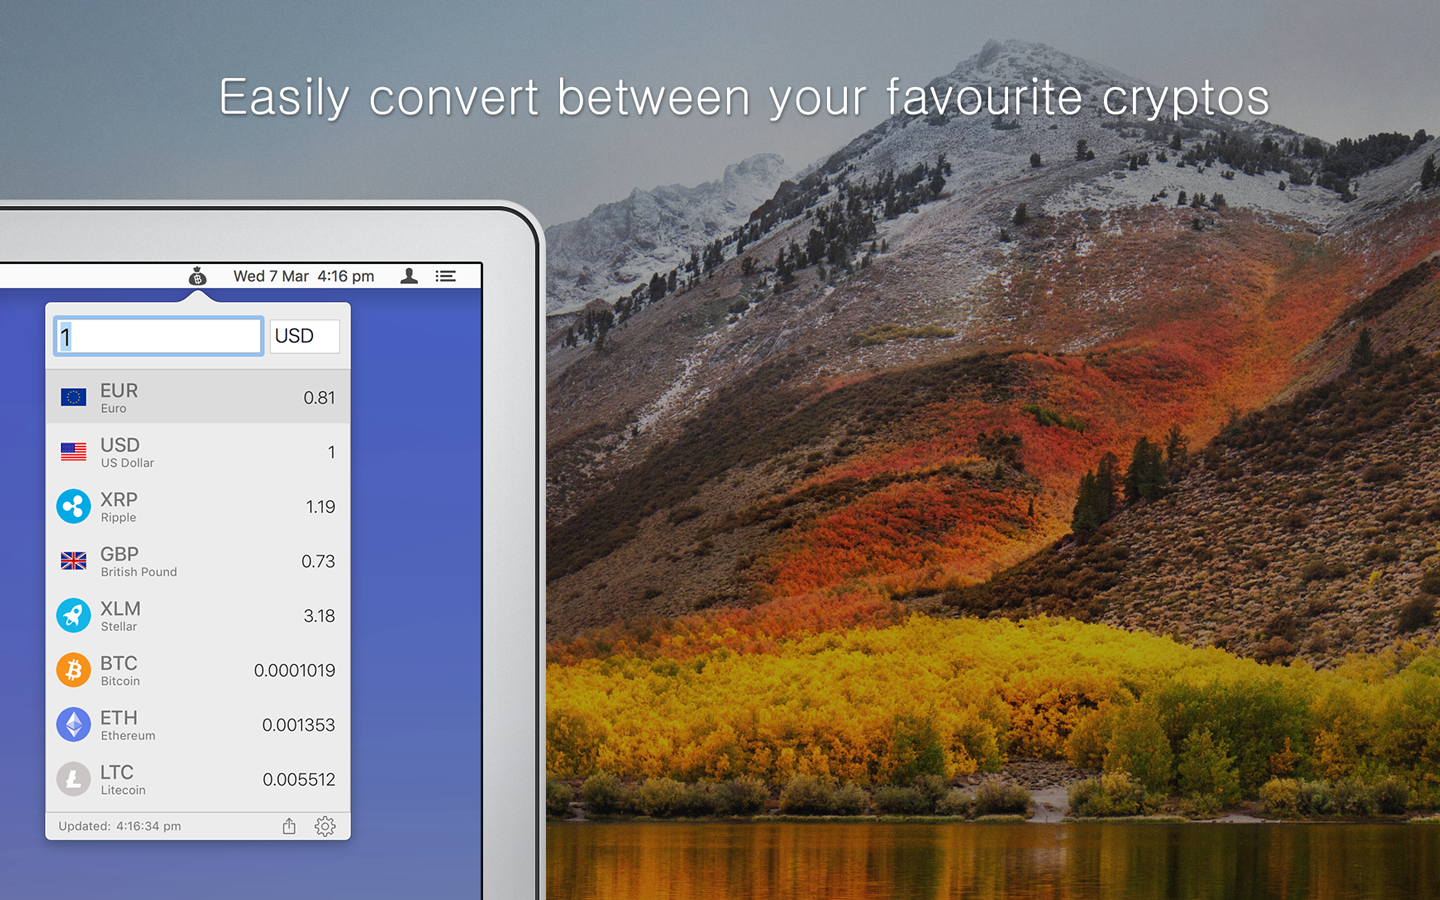 Easily convert between your favourite cryptos
Wed 7 Mar 4:16 pm
1 USD
EUR
Euro
0.81
USD
US Dollar
1
XRP
Ripple
1.19
GBP
British Pound
0.73
XLM
Stellar
3.18
BTC
Bitcoin
0.0001019
ETH
Ethereum
0.001353
LTC
Litecoin
0.005512
Updated: 4:16:34 pm